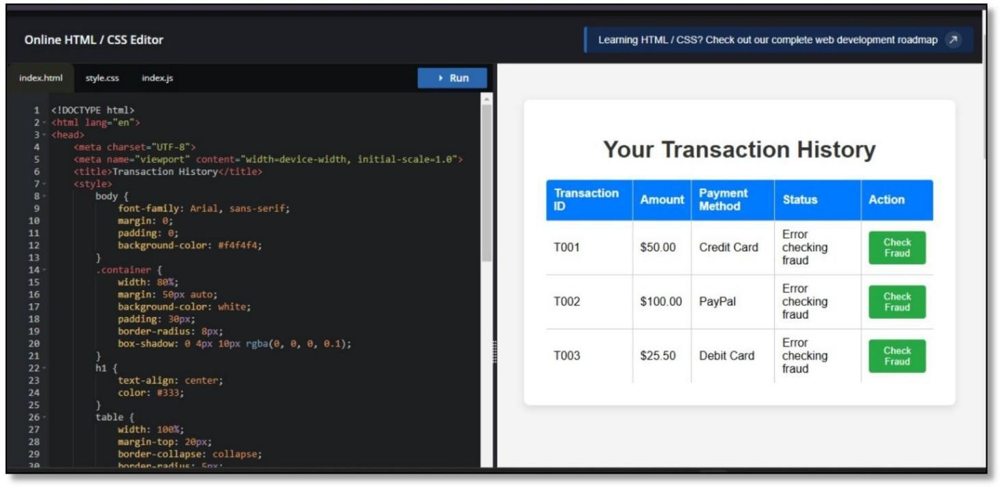 Online HTML / CSS Editor
Learning HTML / CSS? Check out our complete web development roadmap
index.html style.css index.js
Run
1 <!DOCTYPE html>
2 <html lang="en">
3 <head>
4 <meta charset="UTF-8">
5 <meta name="viewport" content="width=device-width, initial-scale=1.0">
6 <title>Transaction History</title>
7 <style>
8 body {
9 font-family: Arial, sans-serif;
10 margin: 0;
11 padding: 0;
12 background-color: #f4f4f4;
13 }
14 .container {
15 width: 80%;
16 margin: 50px auto;
17 background-color: white;
18 padding: 30px;
19 border-radius: 8px;
20 box-shadow: 0 4px 10px rgba(0, 0, 0, 0.1);
21 }
22 h1 {
23 text-align: center;
24 color: #333;
25 }
26 table {
27 width: 100%;
28 margin-top: 20px;
29 border-collapse: collapse;
30 border-radius: 5px;
Your Transaction History
Transaction ID Amount Payment Method Status Action
T001 $50.00 Credit Card Error checking fraud Check Fraud
T002 $100.00 PayPal Error checking fraud Check Fraud
T003 $25.50 Debit Card Error checking fraud Check Fraud